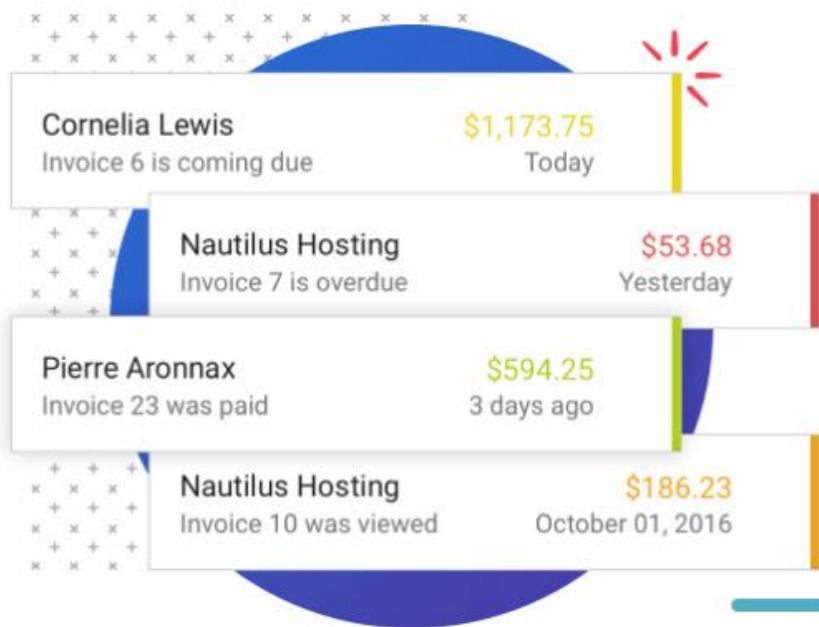 Cornelia Lewis $1,173.75
Invoice 6 is coming due Today
Nautilus Hosting $53.68
Invoice 7 is overdue Yesterday
Pierre Aronnax $594.25
Invoice 23 was paid 3 days ago
Nautilus Hosting $186.23
Invoice 10 was viewed October 01, 2016